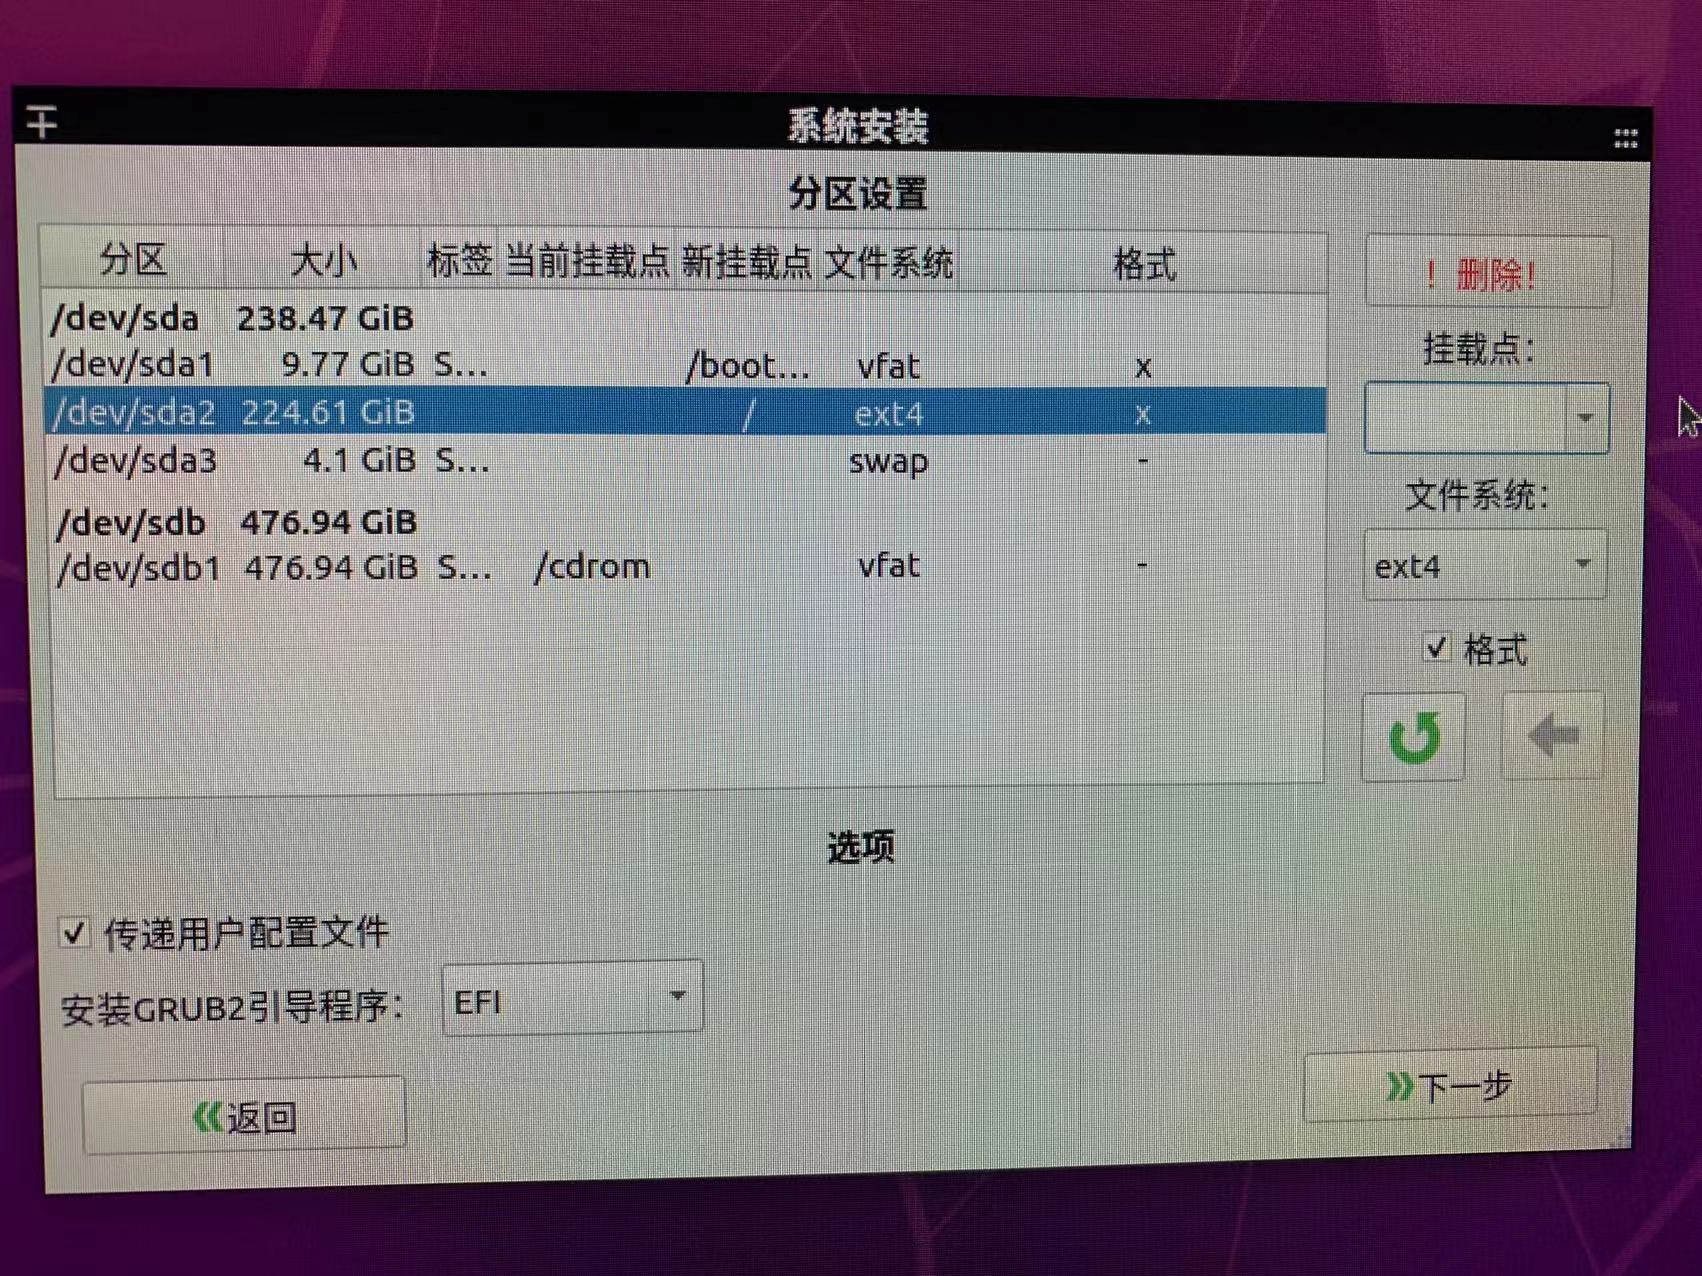 系统安装
分区设置
分区 大小 标签 当前挂载点 新挂载点 文件系统 格式
/dev/sda 238.47 GiB
/dev/sda1 9.77 GiB S... /boot... vfat x
/dev/sda2 224.61 GiB / ext4 x
/dev/sda3 4.1 GiB S... swap -
/dev/sdb 476.94 GiB
/dev/sdb1 476.94 GiB S... /cdrom vfat -
！删除！
挂载点：
文件系统：
ext4
格式
选项
传递用户配置文件
安装GRUB2引导程序： EFI
返回
下一步